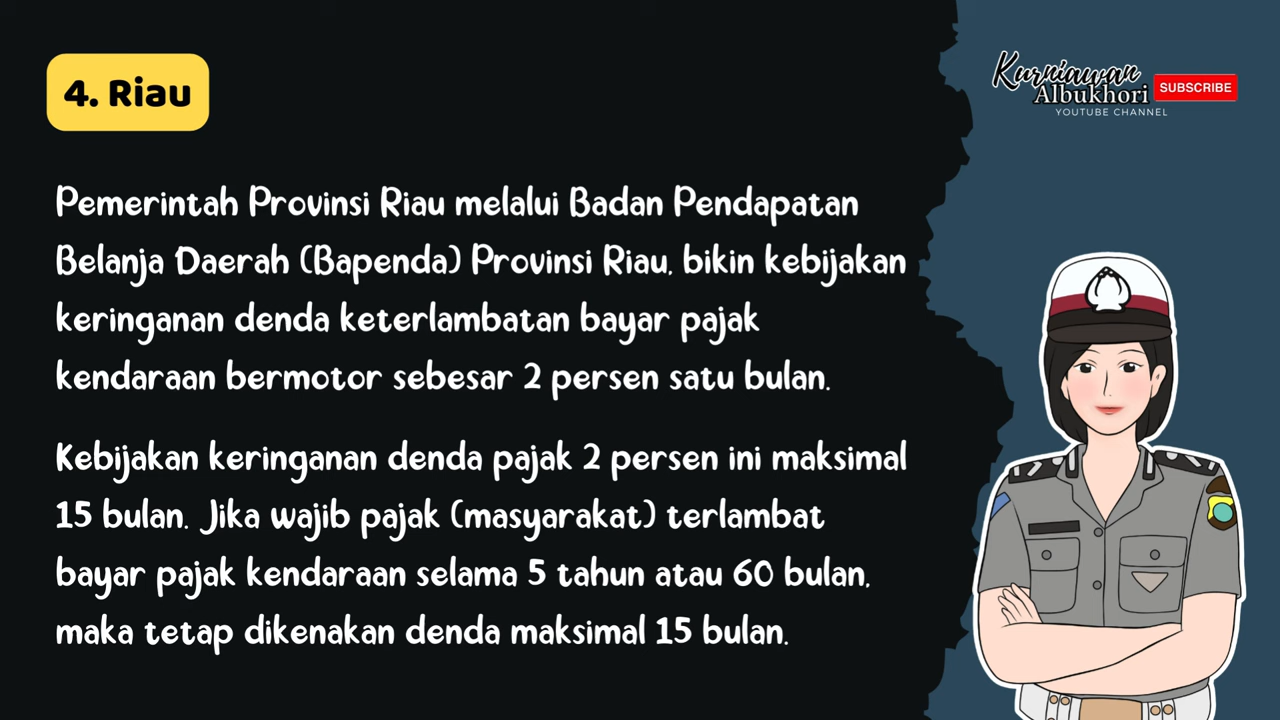 4. Riau
Kurniawan
Albukhori
SUBSCRIBE
YOUTUBE CHANNEL
Pemerintah Provinsi Riau melalui Badan Pendapatan
Belanja Daerah (Bapenda) Provinsi Riau, bikin kebijakan
keringanan denda keterlambatan bayar pajak
kendaraan bermotor sebesar 2 persen satu bulan.
Kebijakan keringanan denda pajak 2 persen ini maksimal
15 bulan. Jika wajib pajak (masyarakat) terlambat
bayar pajak kendaraan selama 5 tahun atau 60 bulan,
maka tetap dikenakan denda maksimal 15 bulan.